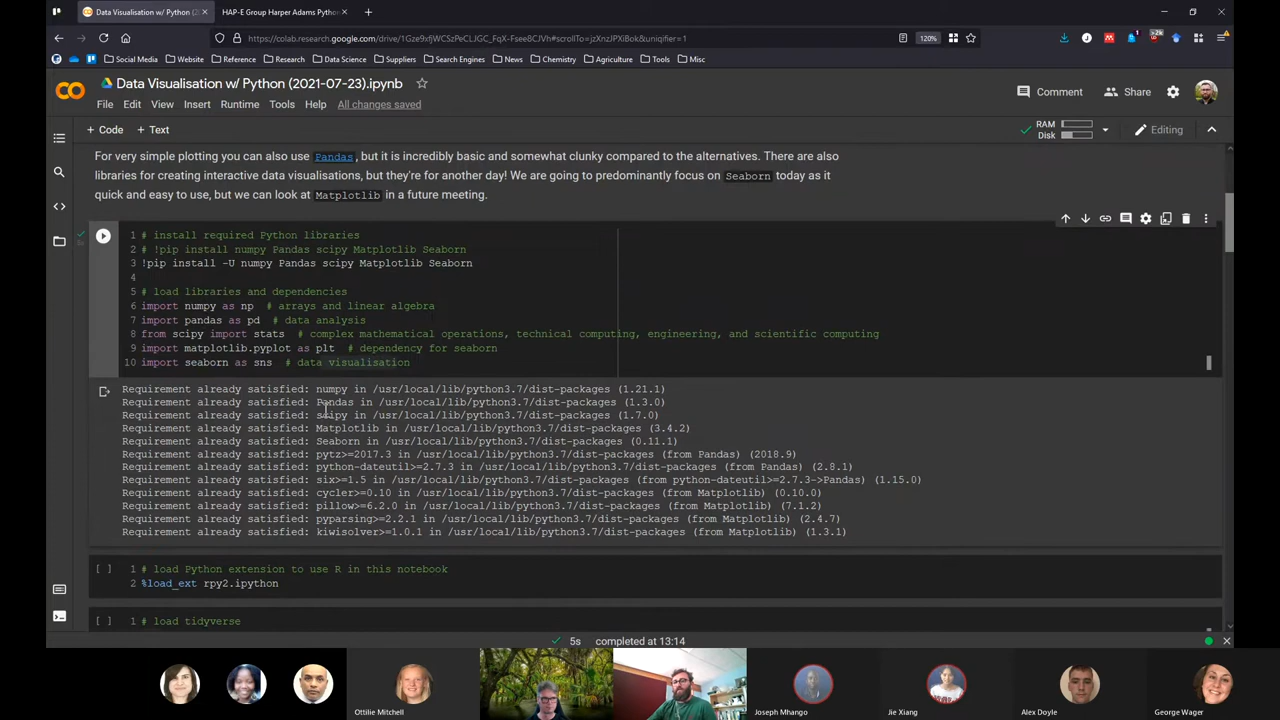 Data Visualisation w/ Python (
HAP-E Group Harper Adams Pytho
https://colab.research.google.com/drive/1Gze9xfjWCSzPeCLJGC_FqX-Fsee8CJVh#scrollTo=jzXnzJPXiBok&uniqifier=1
120%
Social Media Website Reference Research Data Science Suppliers Search Engines News Chemistry Agriculture Tools Misc
Data Visualisation w/ Python (2021-07-23).ipynb
File Edit View Insert Runtime Tools Help All changes saved
Comment Share
+ Code + Text
RAM
Disk
Editing
For very simple plotting you can also use Pandas, but it is incredibly basic and somewhat clunky compared to the alternatives. There are also
libraries for creating interactive data visualisations, but they're for another day! We are going to predominantly focus on Seaborn today as it
quick and easy to use, but we can look at Matplotlib in a future meeting.
1 # install required Python libraries
2 # !pip install numpy Pandas scipy Matplotlib Seaborn
3 !pip install -U numpy Pandas scipy Matplotlib Seaborn
4
5 # load libraries and dependencies
6 import numpy as np # arrays and linear algebra
7 import pandas as pd # data analysis
8 from scipy import stats # complex mathematical operations, technical computing, engineering, and scientific computing
9 import matplotlib.pyplot as plt # dependency for seaborn
10 import seaborn as sns # data visualisation
Requirement already satisfied: numpy in /usr/local/lib/python3.7/dist-packages (1.21.1)
Requirement already satisfied: Pandas in /usr/local/lib/python3.7/dist-packages (1.3.0)
Requirement already satisfied: scipy in /usr/local/lib/python3.7/dist-packages (1.7.0)
Requirement already satisfied: Matplotlib in /usr/local/lib/python3.7/dist-packages (3.4.2)
Requirement already satisfied: Seaborn in /usr/local/lib/python3.7/dist-packages (0.11.1)
Requirement already satisfied: pytz>=2017.3 in /usr/local/lib/python3.7/dist-packages (from Pandas) (2018.9)
Requirement already satisfied: python-dateutil>=2.7.3 in /usr/local/lib/python3.7/dist-packages (from Pandas) (2.8.1)
Requirement already satisfied: six>=1.5 in /usr/local/lib/python3.7/dist-packages (from python-dateutil>=2.7.3->Pandas) (1.15.0)
Requirement already satisfied: cycler>=0.10 in /usr/local/lib/python3.7/dist-packages (from Matplotlib) (0.10.0)
Requirement already satisfied: pillow>=6.2.0 in /usr/local/lib/python3.7/dist-packages (from Matplotlib) (7.1.2)
Requirement already satisfied: pyparsing>=2.2.1 in /usr/local/lib/python3.7/dist-packages (from Matplotlib) (2.4.7)
Requirement already satisfied: kiwisolver>=1.0.1 in /usr/local/lib/python3.7/dist-packages (from Matplotlib) (1.3.1)
[ ] 1 # load Python extension to use R in this notebook
2 %load_ext rpy2.ipython
[ ] 1 # load tidyverse
5s completed at 13:14
Ottilie Mitchell
Joseph Mhango
Jie Xiang
Alex Doyle
George Wager